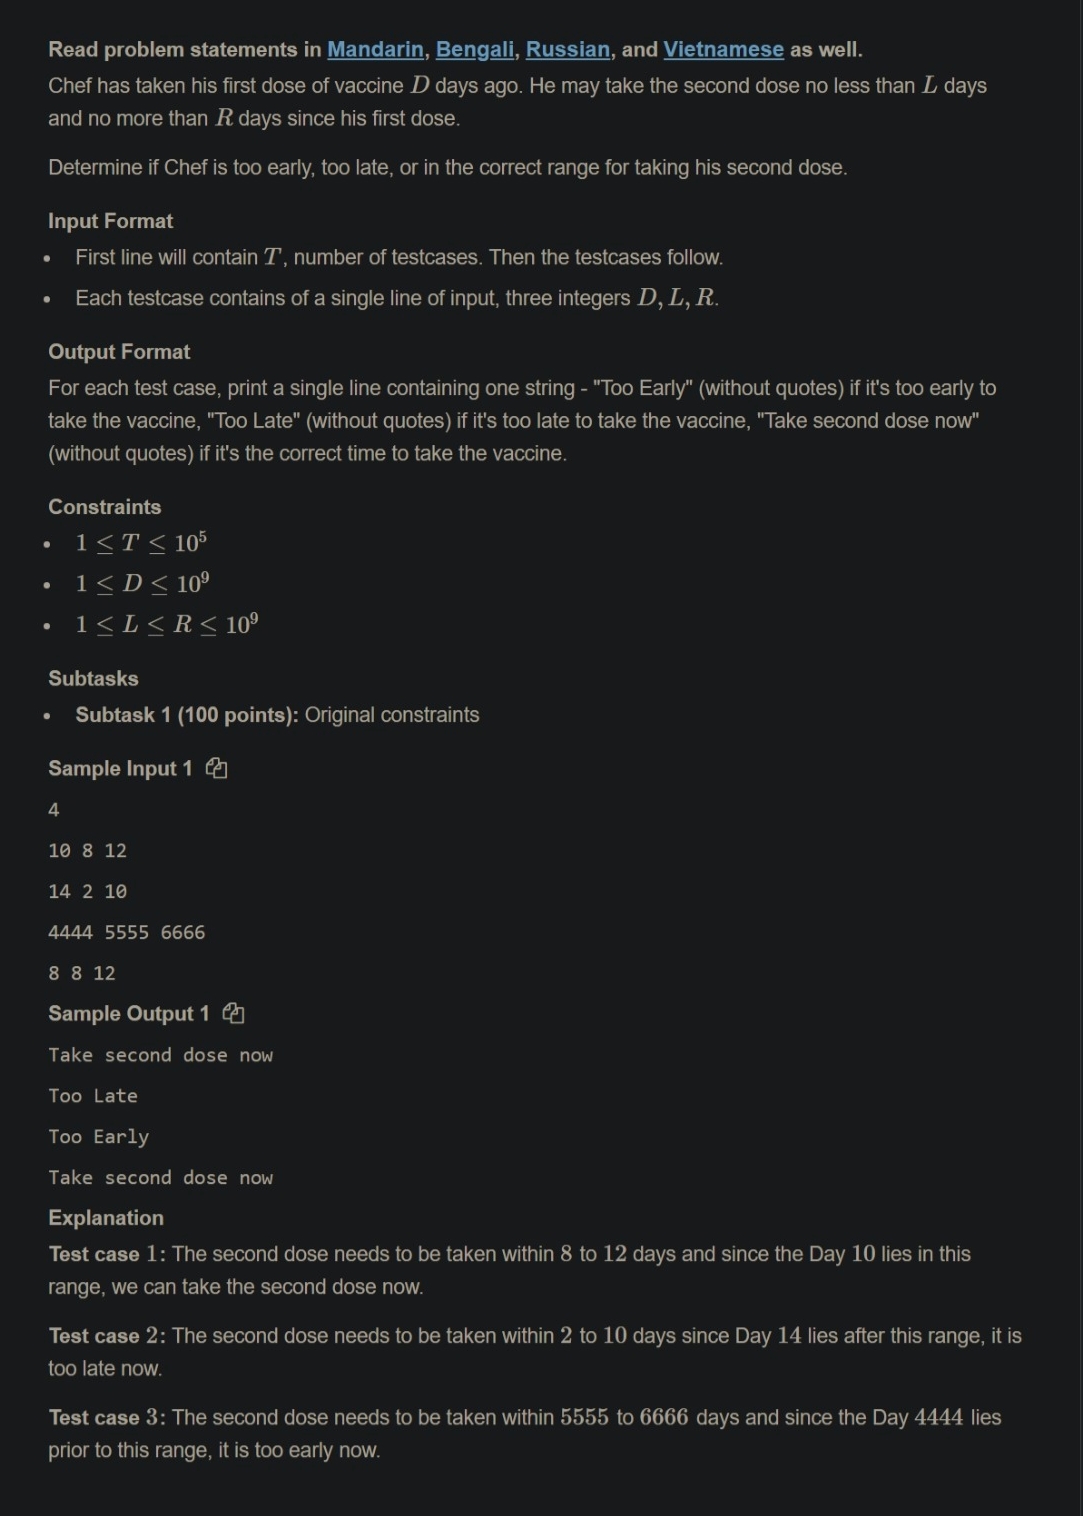 Read problem statements in Mandarin, Bengali, Russian, and Vietnamese as well.
Chef has taken his first dose of vaccine D days ago. He may take the second dose no less than L days
and no more than R days since his first dose.
Determine if Chef is too early, too late, or in the correct range for taking his second dose.
Input Format
• First line will contain T, number of testcases. Then the testcases follow.
• Each testcase contains of a single line of input, three integers D, L, R.
Output Format
For each test case, print a single line containing one string - "Too Early" (without quotes) if it's too early to
take the vaccine, "Too Late" (without quotes) if it's too late to take the vaccine, "Take second dose now"
(without quotes) if it's the correct time to take the vaccine.
Constraints
• 1 ≤ T ≤ 10⁵
• 1 ≤ D ≤ 10⁹
• 1 ≤ L ≤ R ≤ 10⁹
Subtasks
• Subtask 1 (100 points): Original constraints
Sample Input 1
4
10 8 12
14 2 10
4444 5555 6666
8 8 12
Sample Output 1
Take second dose now
Too Late
Too Early
Take second dose now
Explanation
Test case 1: The second dose needs to be taken within 8 to 12 days and since the Day 10 lies in this
range, we can take the second dose now.
Test case 2: The second dose needs to be taken within 2 to 10 days since Day 14 lies after this range, it is
too late now.
Test case 3: The second dose needs to be taken within 5555 to 6666 days and since the Day 4444 lies
prior to this range, it is too early now.